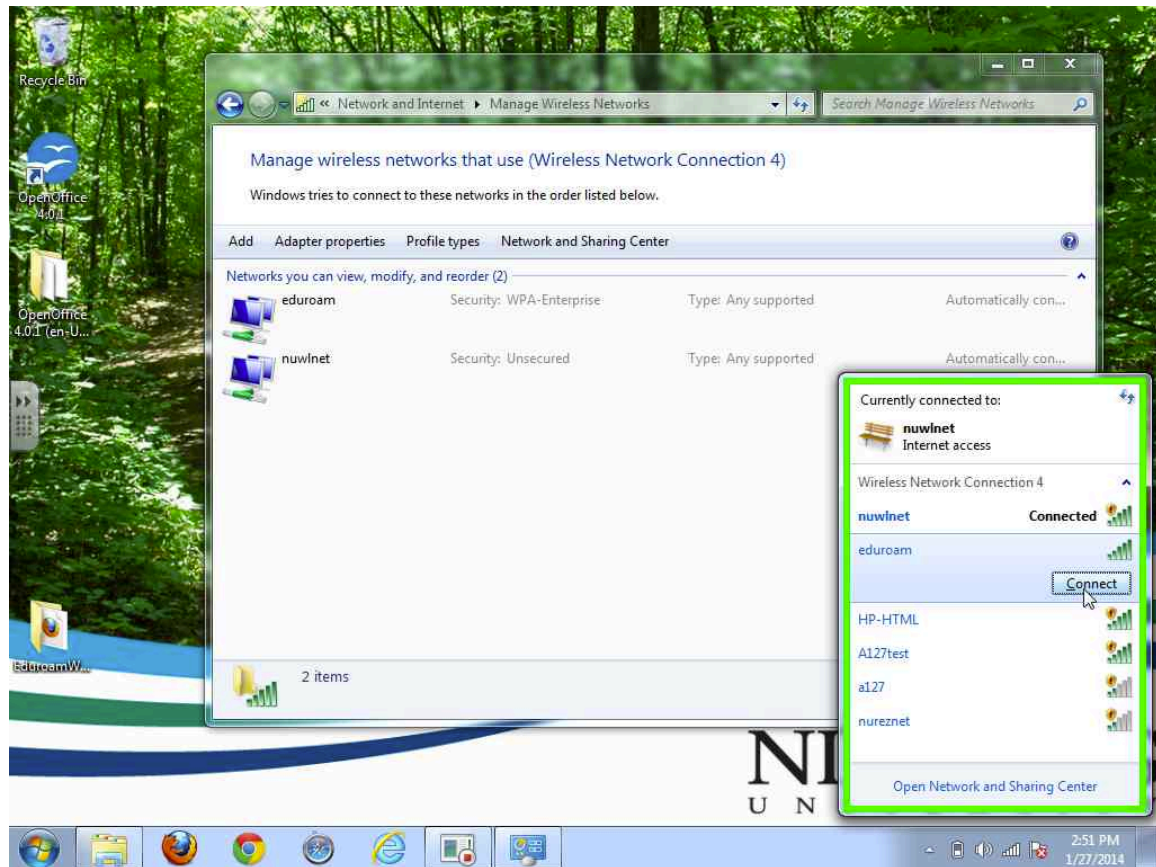 Recycle Bin
OpenOffice
4.0.1
OpenOffice
4.0.1 (en-U...
EduroamW...
« Network and Internet ▸ Manage Wireless Networks
Search Manage Wireless Networks
Manage wireless networks that use (Wireless Network Connection 4)
Windows tries to connect to these networks in the order listed below.
Add Adapter properties Profile types Network and Sharing Center
Networks you can view, modify, and reorder (2)
eduroam Security: WPA-Enterprise Type: Any supported Automatically con...
nuwlnet Security: Unsecured Type: Any supported Automatically con...
2 items
Currently connected to:
nuwlnet
Internet access
Wireless Network Connection 4
nuwlnet Connected
eduroam
Connect
HP-HTML
A127test
a127
nureznet
Open Network and Sharing Center
NI
U N
2:51 PM
1/27/2014